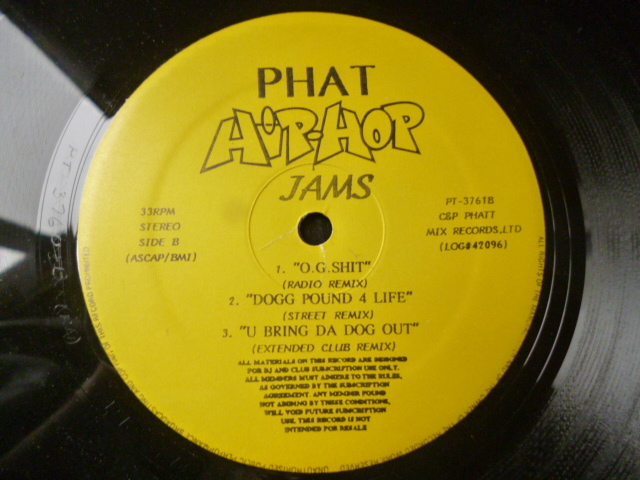 PHAT
HIP-HOP
JAMS
33RPM
STEREO
SIDE B
(ASCAP/BMI)
PT-3761B
C&P PHATT
MIX RECORDS,LTD
(LOG#42096)
1. "O.G.SHIT"
(RADIO REMIX)
2. "DOGG POUND 4 LIFE"
(STREET REMIX)
3. "U BRING DA DOG OUT"
(EXTENDED CLUB REMIX)
ALL MATERIALS ON THIS RECORD ARE DESIGNED
FOR DJ AND CLUB SUBSCRIPTION USE ONLY.
ALL MEMBERS MUST ADHERE TO THE RULES,
AS GOVERNED BY THE SUBSCRIPTION
AGREEMENT. ANY MEMBER FOUND
NOT ABIDING BY THESE CONDITIONS,
WILL VOID FUTURE SUBSCRIPTION
USE, THIS RECORD IS NOT
INTENDED FOR RESALE